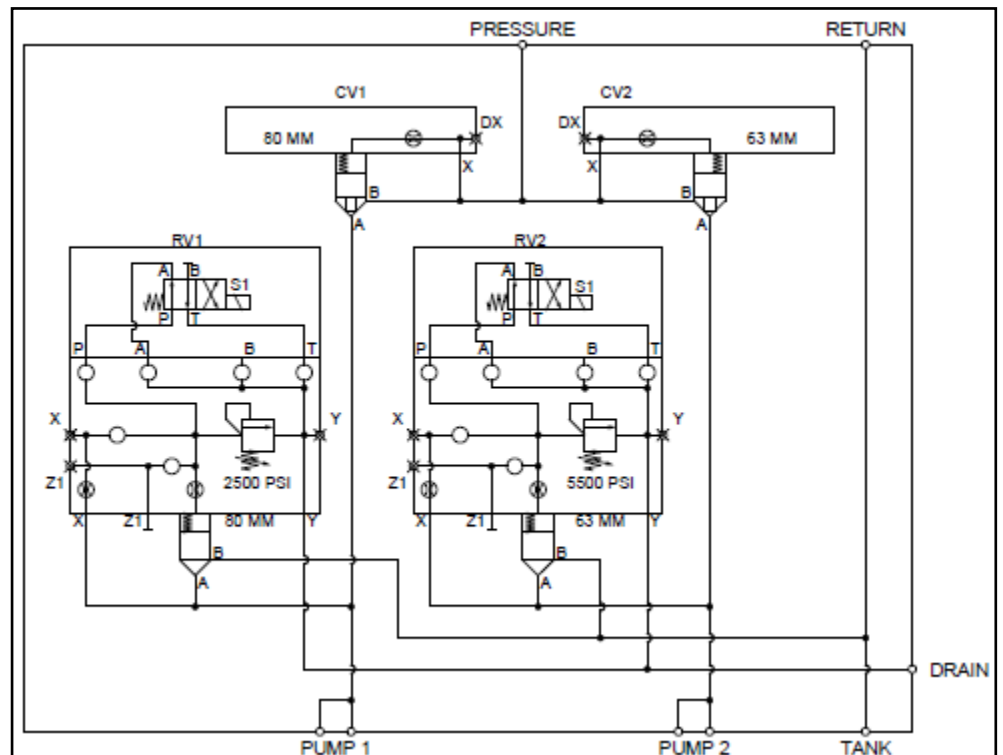 PRESSURE RETURN
CV1 CV2
DX DX
80 MM 63 MM
X X
B B
A A
RV1 RV2
A B A B
S1 S1
P T P T
P A B T P A B T
X Y X Y
Z1 2500 PSI Z1 5500 PSI
X Z1 80 MM Y X Z1 63 MM Y
B B
A A
DRAIN
PUMP 1 PUMP 2 TANK